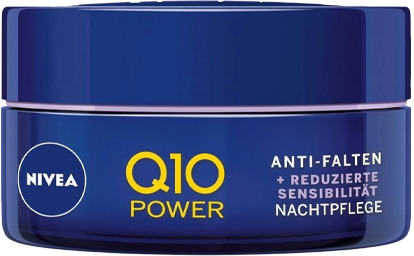 NIVEA
Q10
POWER
ANTI-FALTEN
+ REDUZIERTE
SENSIBILITÄT
NACHTPFLEGE